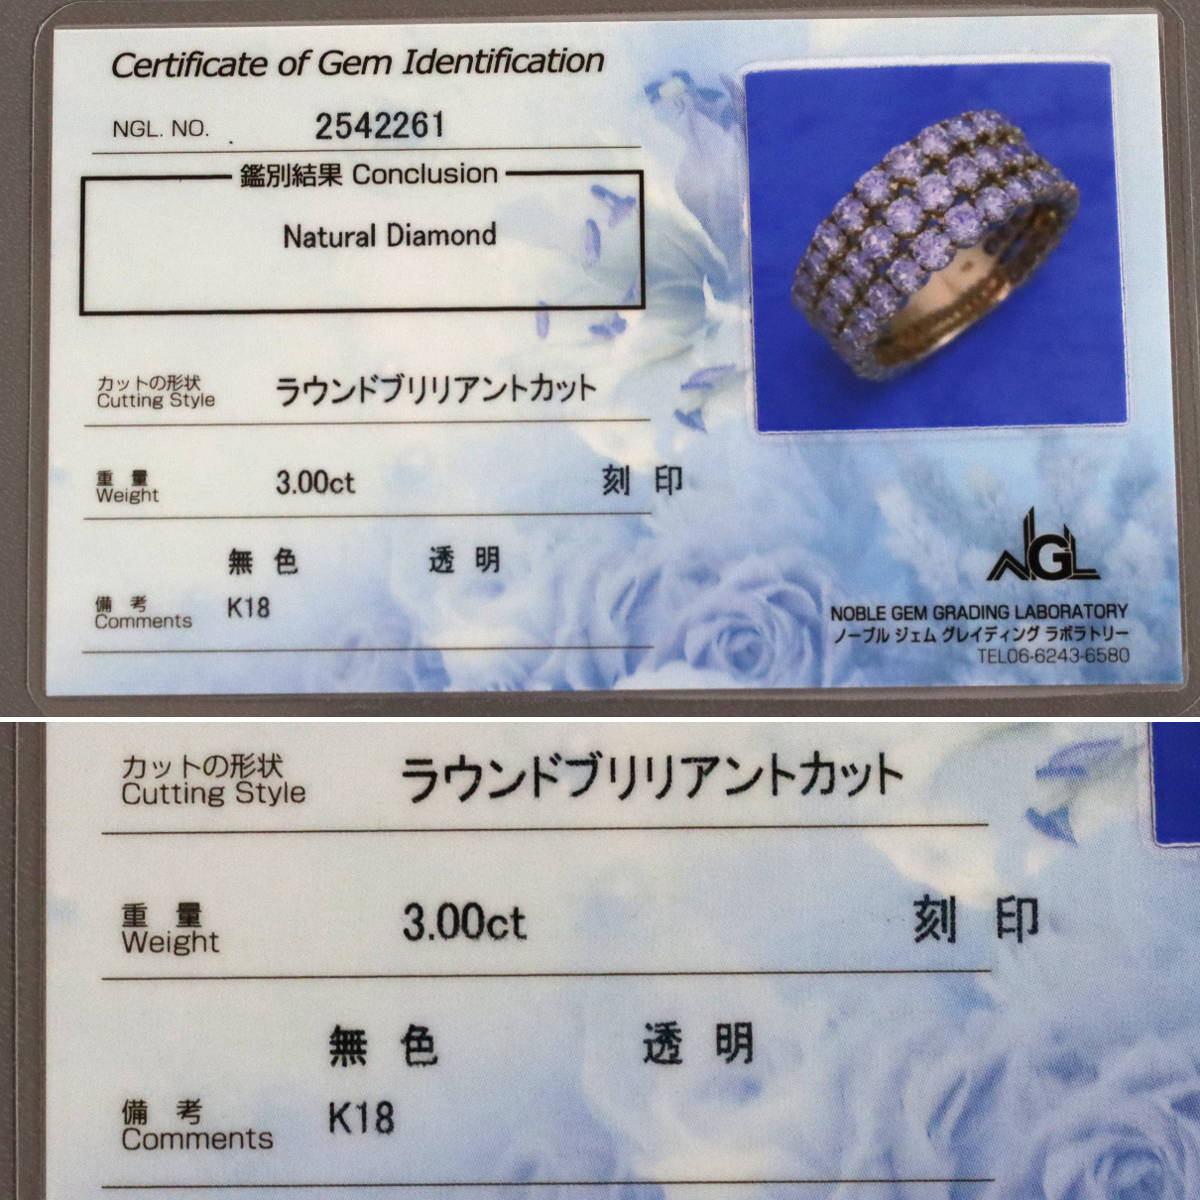 Certificate of Gem Identification
NGL. NO. 2542261
鑑別結果 Conclusion
Natural Diamond
カットの形状
Cutting Style
ラウンドブリリアントカット
重量
Weight
3.00ct 刻印
無色 透明
備考
Comments
K18
NGL
NOBLE GEM GRADING LABORATORY
ノーブル ジェム グレイディング ラボラトリー
TEL06-6243-6580
カットの形状
Cutting Style
ラウンドブリリアントカット
重量
Weight
3.00ct 刻印
無色 透明
備考
Comments
K18